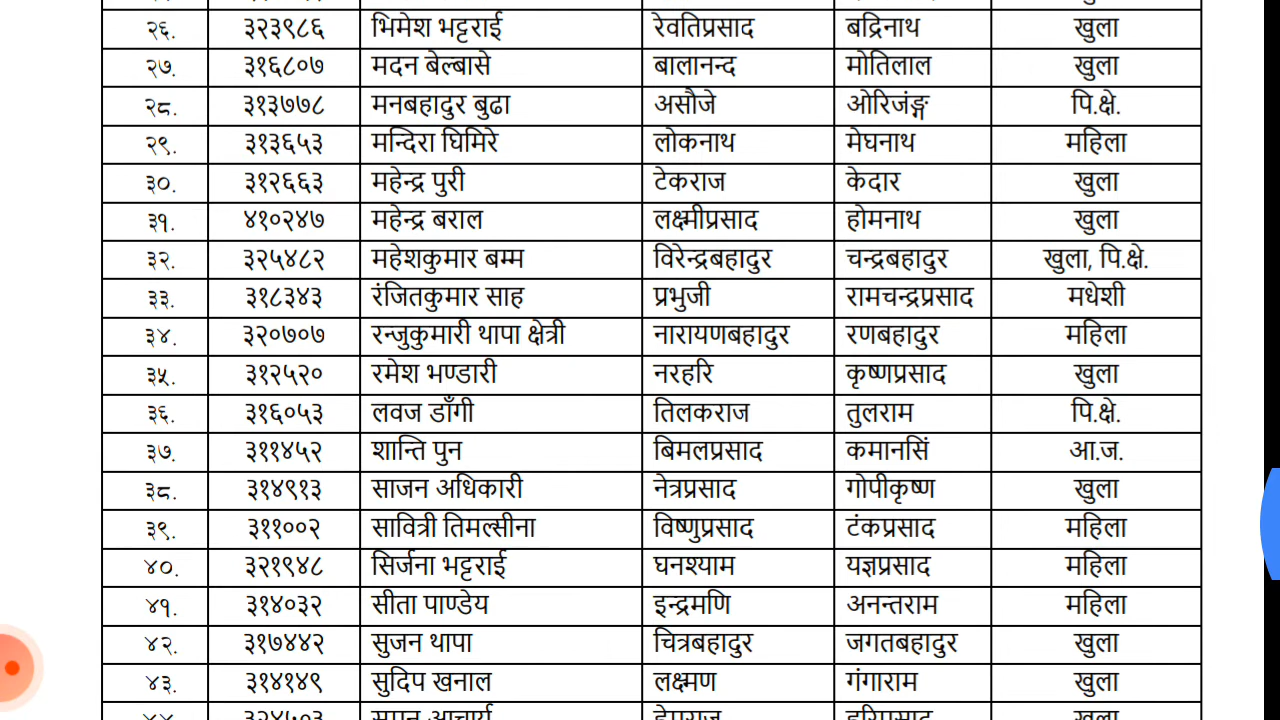 २६. ३२३९८६ भिमेश भट्टराई रेवतिप्रसाद बद्रिनाथ खुला
२७. ३१६८०७ मदन बेल्बासे बालानन्द मोतिलाल खुला
२८. ३१३७७८ मनबहादुर बुढा असौजे ओरिजंङ्ग पि.क्षे.
२९. ३१३६५३ मन्दिरा घिमिरे लोकनाथ मेघनाथ महिला
३०. ३१२६६३ महेन्द्र पुरी टेकराज केदार खुला
३१. ४१०२४७ महेन्द्र बराल लक्ष्मीप्रसाद होमनाथ खुला
३२. ३२५४८२ महेशकुमार बम्म विरेन्द्रबहादुर चन्द्रबहादुर खुला, पि.क्षे.
३३. ३१८३४३ रंजितकुमार साह प्रभुजी रामचन्द्रप्रसाद मधेशी
३४. ३२०७०७ रन्जुकुमारी थापा क्षेत्री नारायणबहादुर रणबहादुर महिला
३५. ३१२५२० रमेश भण्डारी नरहरि कृष्णप्रसाद खुला
३६. ३१६०५३ लवज डाँगी तिलकराज तुलराम पि.क्षे.
३७. ३११४५२ शान्ति पुन बिमलप्रसाद कमानसिं आ.ज.
३८. ३१४९१३ साजन अधिकारी नेत्रप्रसाद गोपीकृष्ण खुला
३९. ३११००२ सावित्री तिमल्सीना विष्णुप्रसाद टंकप्रसाद महिला
४०. ३२१९४८ सिर्जना भट्टराई घनश्याम यज्ञप्रसाद महिला
४१. ३१४०३२ सीता पाण्डेय इन्द्रमणि अनन्तराम महिला
४२. ३१७४४२ सुजन थापा चित्रबहादुर जगतबहादुर खुला
४३. ३१४१४९ सुदिप खनाल लक्ष्मण गंगाराम खुला